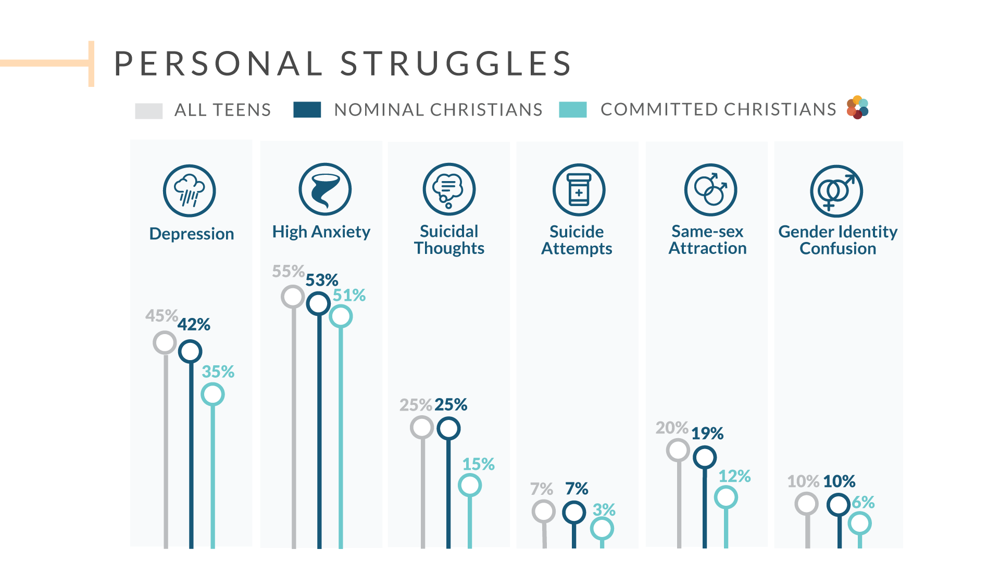 PERSONAL STRUGGLES
ALL TEENS
NOMINAL CHRISTIANS
COMMITTED CHRISTIANS
Depression
45%
42%
35%
High Anxiety
55%
53%
51%
Suicidal
Thoughts
25%
25%
15%
Suicide
Attempts
7%
7%
3%
Same-sex
Attraction
20%
19%
12%
Gender Identity
Confusion
10%
10%
6%